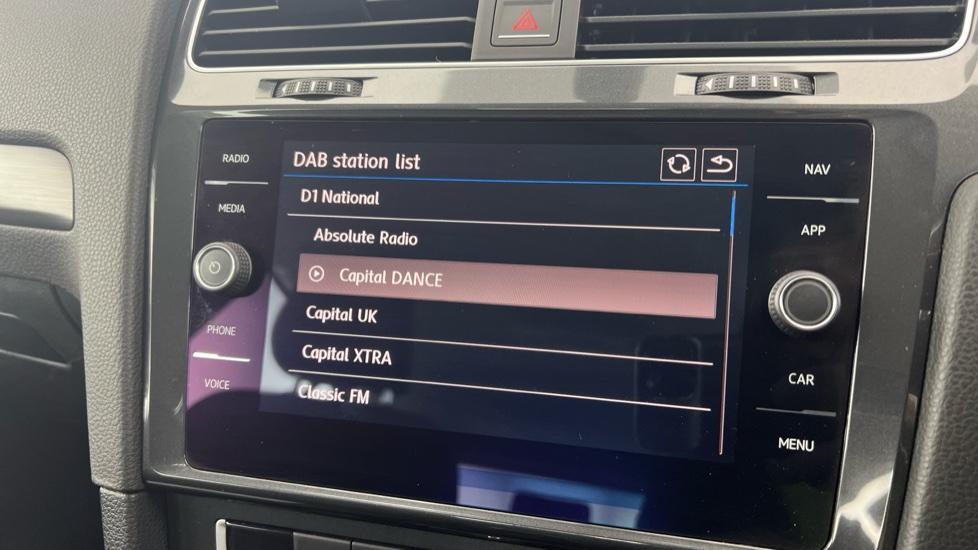 RADIO
MEDIA
PHONE
VOICE
DAB station list
D1 National
Absolute Radio
Capital DANCE
Capital UK
Capital XTRA
Classic FM
NAV
APP
CAR
MENU